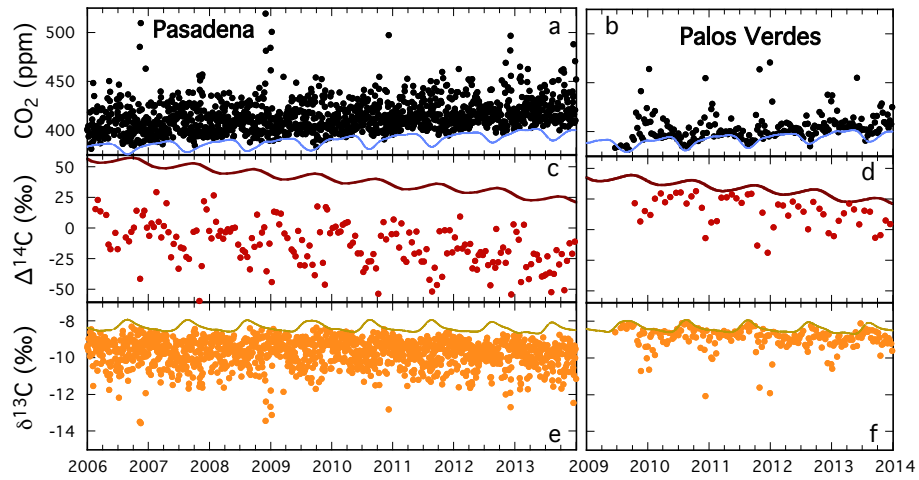 Pasadena
a
b
Palos Verdes
CO₂ (ppm)
500
450
400
c
d
Δ¹⁴C (‰)
50
25
0
-25
-50
e
f
δ¹³C (‰)
-8
-10
-12
-14
2006 2007 2008 2009 2010 2011 2012 2013 2009 2010 2011 2012 2013 2014